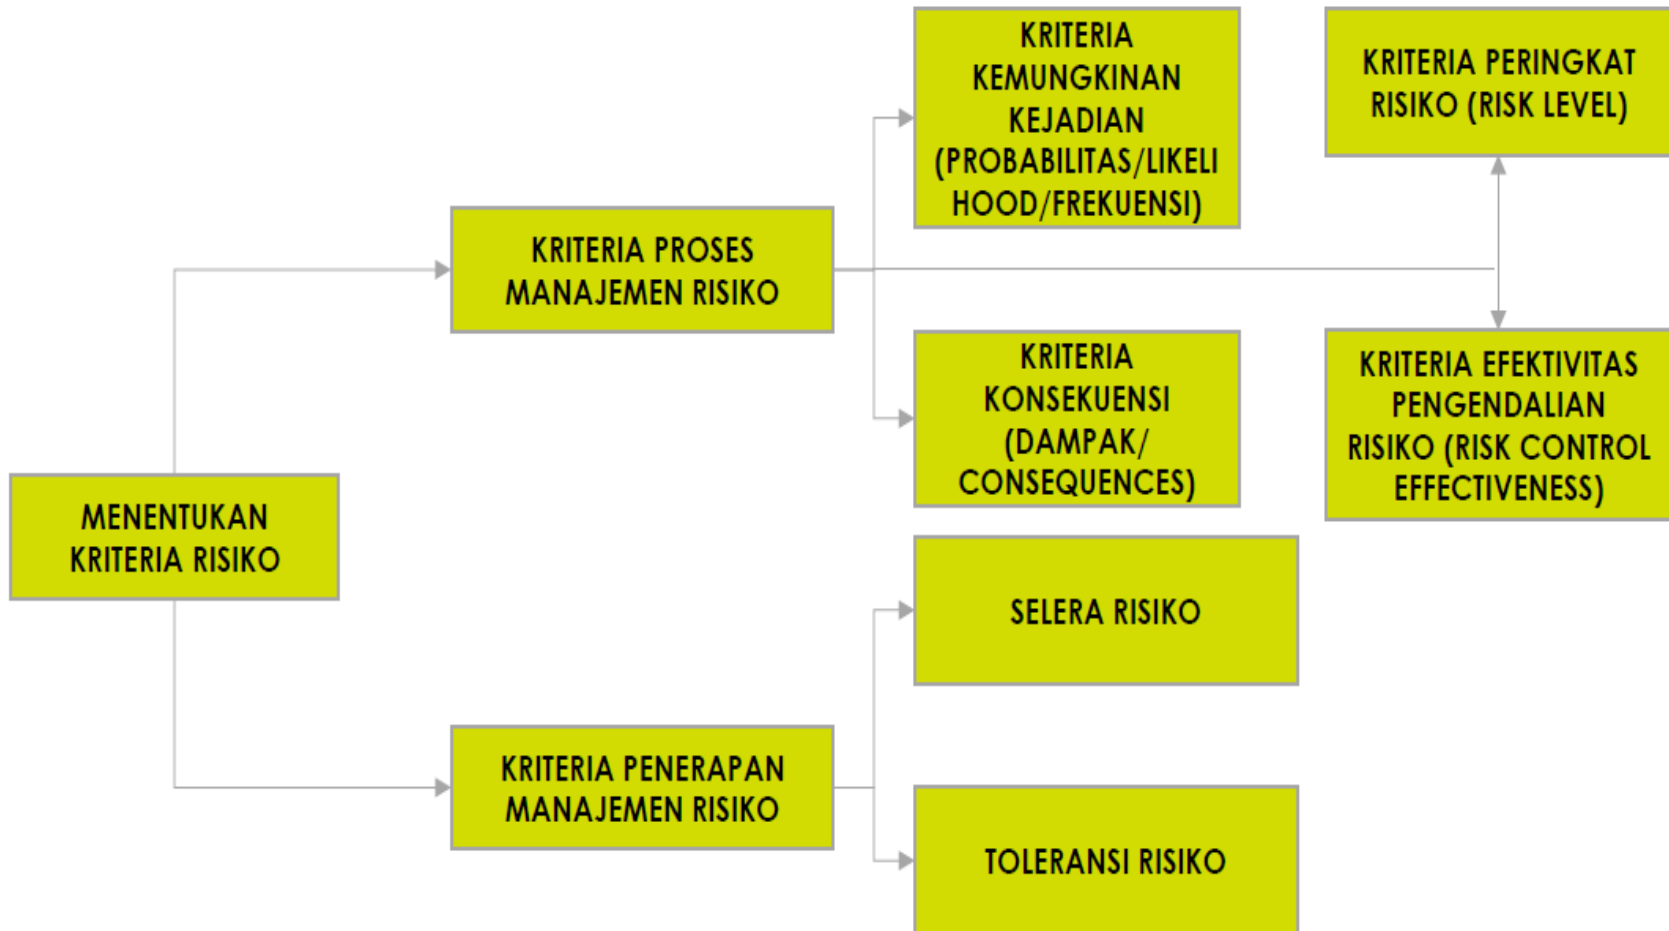 KRITERIA
KEMUNGKINAN
KEJADIAN
(PROBABILITAS/LIKELI
HOOD/FREKUENSI)
KRITERIA PERINGKAT
RISIKO (RISK LEVEL)
KRITERIA PROSES
MANAJEMEN RISIKO
KRITERIA
KONSEKUENSI
(DAMPAK/
CONSEQUENCES)
KRITERIA EFEKTIVITAS
PENGENDALIAN
RISIKO (RISK CONTROL
EFFECTIVENESS)
MENENTUKAN
KRITERIA RISIKO
SELERA RISIKO
KRITERIA PENERAPAN
MANAJEMEN RISIKO
TOLERANSI RISIKO